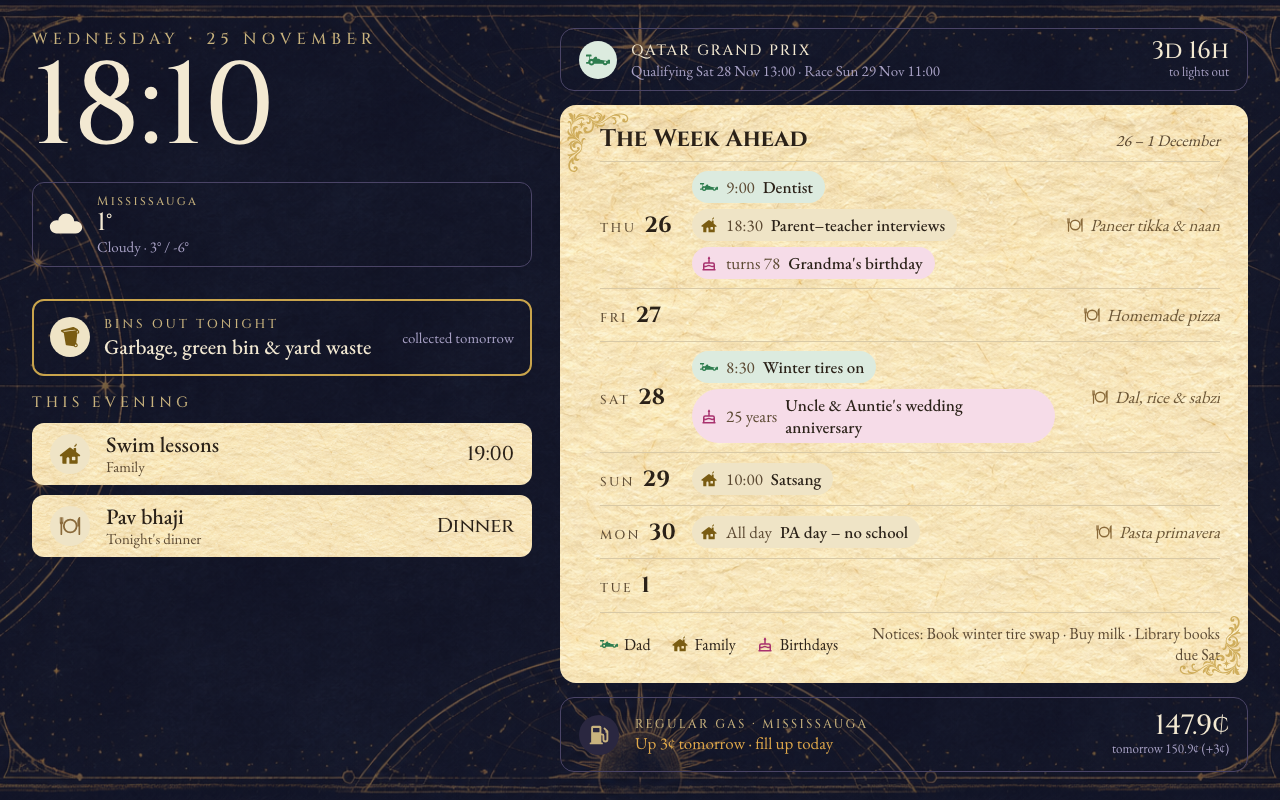 WEDNESDAY · 25 NOVEMBER
18:10
MISSISSAUGA
1°
Cloudy · 3° / -6°
BINS OUT TONIGHT
Garbage, green bin & yard waste
collected tomorrow
THIS EVENING
Swim lessons
Family
19:00
Pav bhaji
Tonight's dinner
DINNER
QATAR GRAND PRIX
Qualifying Sat 28 Nov 13:00 · Race Sun 29 Nov 11:00
3D 16H
to lights out
THE WEEK AHEAD
26 – 1 December
THU 26
9:00 Dentist
18:30 Parent–teacher interviews
turns 78 Grandma's birthday
Paneer tikka & naan
FRI 27
Homemade pizza
SAT 28
8:30 Winter tires on
25 years Uncle & Auntie's wedding
anniversary
Dal, rice & sabzi
SUN 29
10:00 Satsang
MON 30
All day PA day – no school
Pasta primavera
TUE 1
Dad Family Birthdays
Notices: Book winter tire swap · Buy milk · Library books
due Sat
REGULAR GAS · MISSISSAUGA
Up 3¢ tomorrow · fill up today
147.9¢
tomorrow 150.9¢ (+3¢)